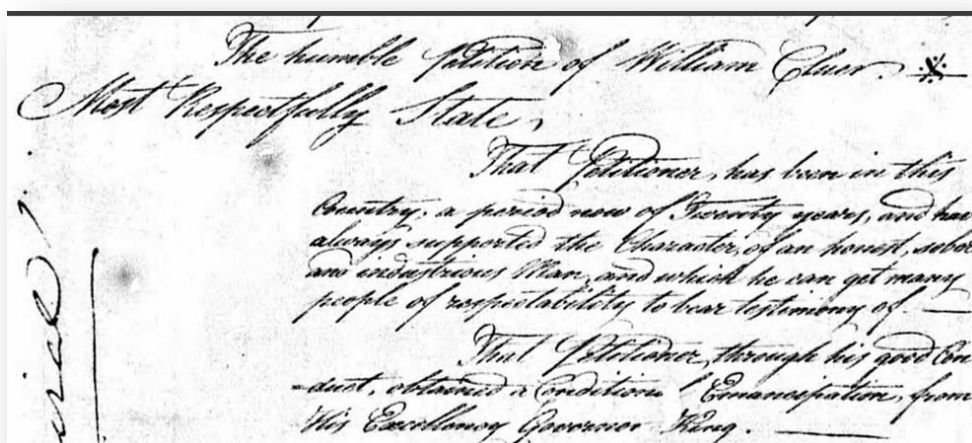 The humble Petition of William Cluer.
Most Respectfully State,
That Petitioner, has been in this
Country, a period now of Twenty years, and has
always supported the Character, of an honest,
and industrious Man, and which he can get many
people of respectability to bear testimony of
That Petitioner, through his good Con
-duct, obtained a Conditional Emancipation, from
His Excellency Governor King.